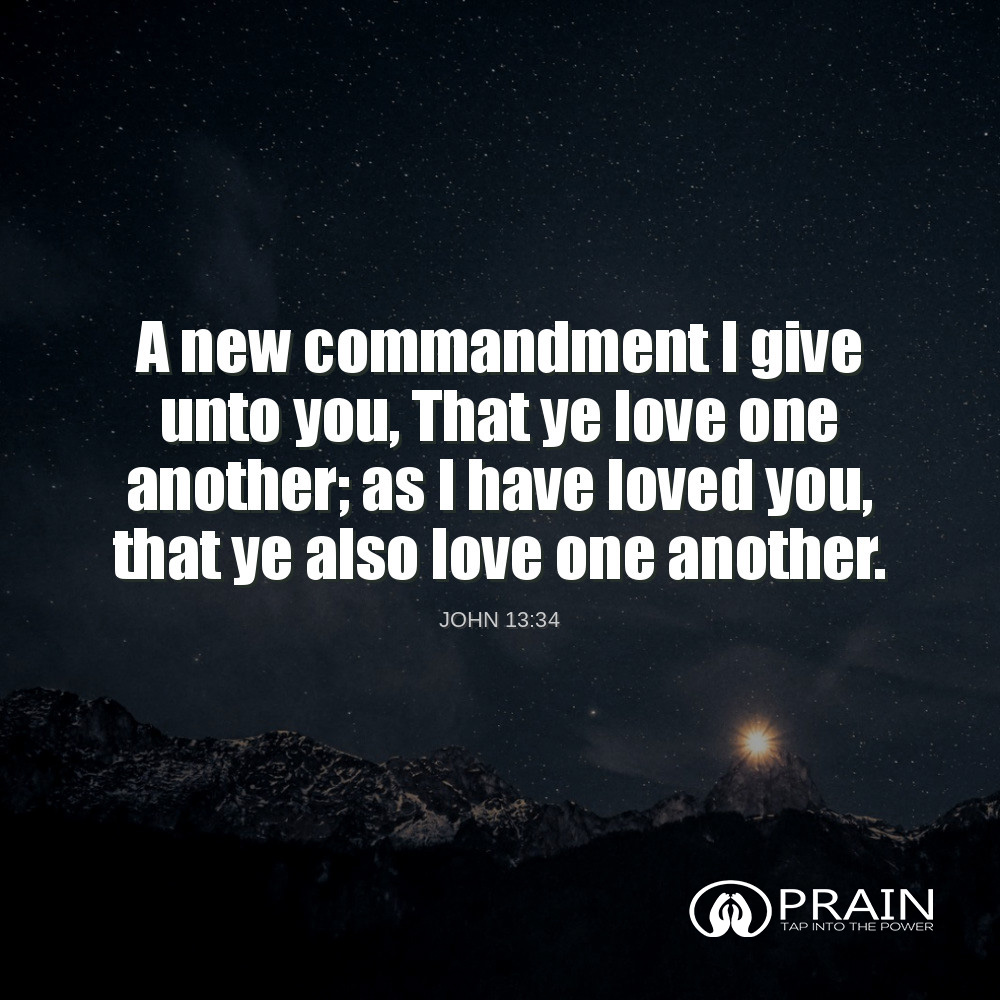 A new commandment I give
unto you, That ye love one
another; as I have loved you,
that ye also love one another.
JOHN 13:34
PRAIN
TAP INTO THE POWER